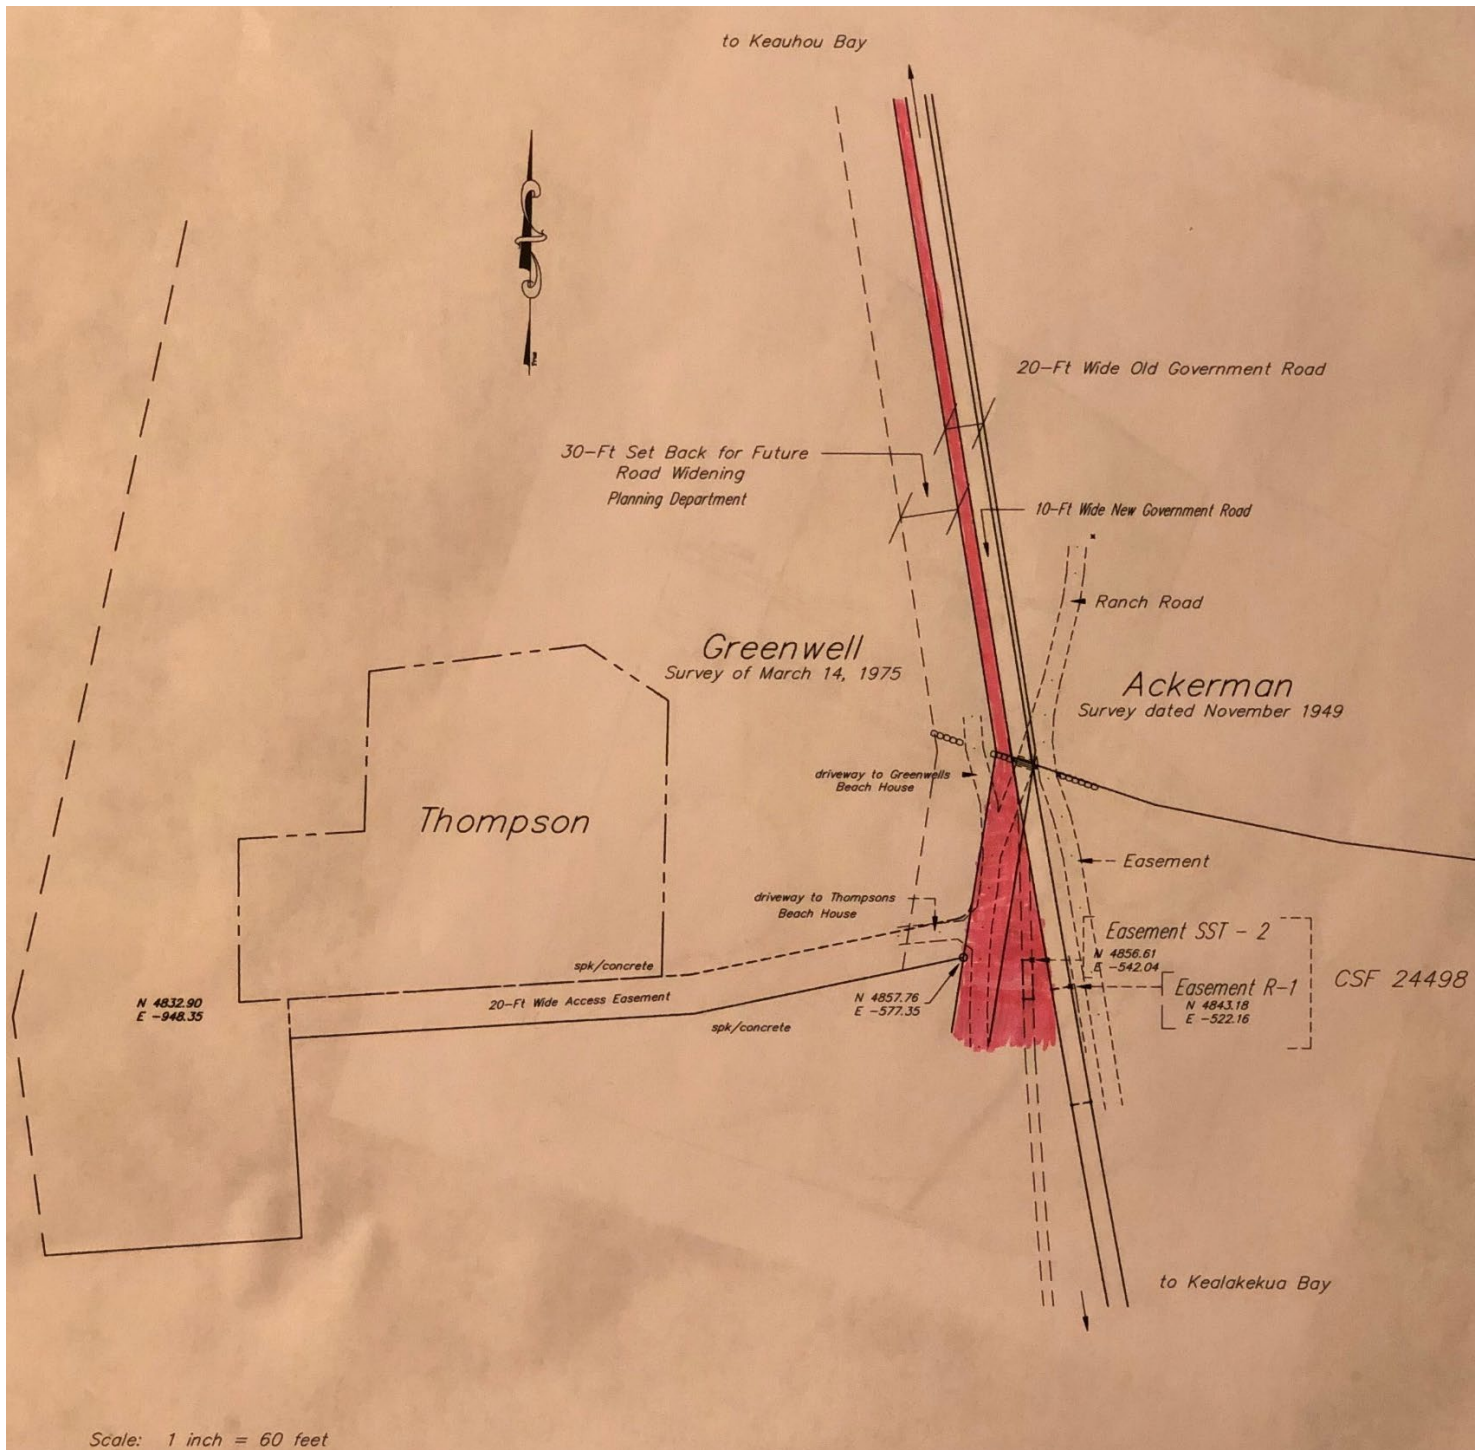 to Keauhou Bay
True
20-Ft Wide Old Government Road
30-Ft Set Back for Future
Road Widening
Planning Department
10-Ft Wide New Government Road
Ranch Road
Greenwell
Survey of March 14, 1975
Ackerman
Survey dated November 1949
driveway to Greenwells
Beach House
Thompson
Easement
driveway to Thompsons
Beach House
Easement SST - 2
N 4856.61
E -542.04
spk/concrete
CSF 24498
Easement R-1
N 4843.18
E -522.16
N 4832.90
E -948.35
20-Ft Wide Access Easement
N 4857.76
E -577.35
spk/concrete
to Kealakekua Bay
Scale: 1 inch = 60 feet